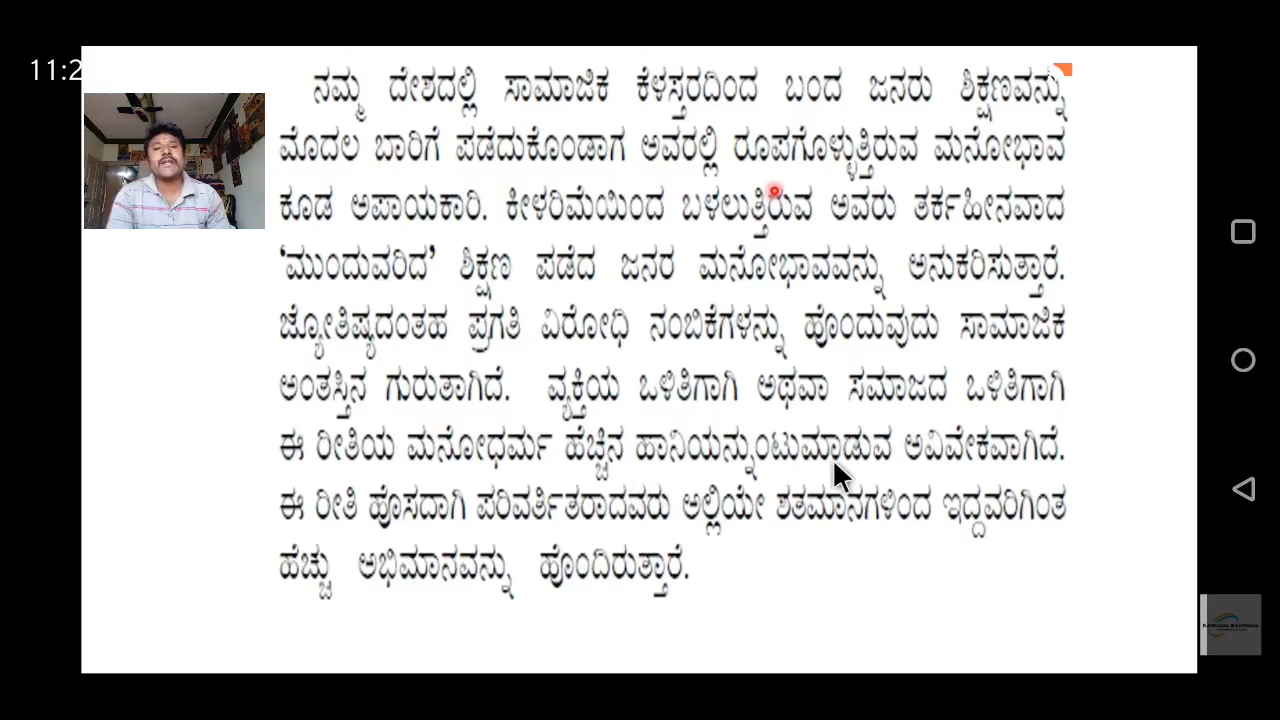 11:2
ನಮ್ಮ ದೇಶದಲ್ಲಿ ಸಾಮಾಜಿಕ ಕೆಳಸ್ತರದಿಂದ ಬಂದ ಜನರು ಶಿಕ್ಷಣವನ್ನು
ಮೊದಲ ಬಾರಿಗೆ ಪಡೆದುಕೊಂಡಾಗ ಅವರಲ್ಲಿ ರೂಪಗೊಳ್ಳುತ್ತಿರುವ ಮನೋಭಾವ
ಕೂಡ ಅಪಾಯಕಾರಿ. ಕೀಳರಿಮೆಯಿಂದ ಬಳಲುತ್ತಿರುವ ಅವರು ತರ್ಕಹೀನವಾದ
‘ಮುಂದುವರಿದ’ ಶಿಕ್ಷಣ ಪಡೆದ ಜನರ ಮನೋಭಾವವನ್ನು ಅನುಕರಿಸುತ್ತಾರೆ.
ಜ್ಯೋತಿಷ್ಯದಂತಹ ಪ್ರಗತಿ ವಿರೋಧಿ ನಂಬಿಕೆಗಳನ್ನು ಹೊಂದುವುದು ಸಾಮಾಜಿಕ
ಅಂತಸ್ತಿನ ಗುರುತಾಗಿದೆ. ವ್ಯಕ್ತಿಯ ಒಳಿತಿಗಾಗಿ ಅಥವಾ ಸಮಾಜದ ಒಳಿತಿಗಾಗಿ
ಈ ರೀತಿಯ ಮನೋಧರ್ಮ ಹೆಚ್ಚಿನ ಹಾನಿಯನ್ನುಂಟುಮಾಡುವ ಅವಿವೇಕವಾಗಿದೆ.
ಈ ರೀತಿ ಹೊಸದಾಗಿ ಪರಿವರ್ತಿತರಾದವರು ಅಲ್ಲಿಯೇ ಶತಮಾನಗಳಿಂದ ಇದ್ದವರಿಗಿಂತ
ಹೆಚ್ಚು ಅಭಿಮಾನವನ್ನು ಹೊಂದಿರುತ್ತಾರೆ.